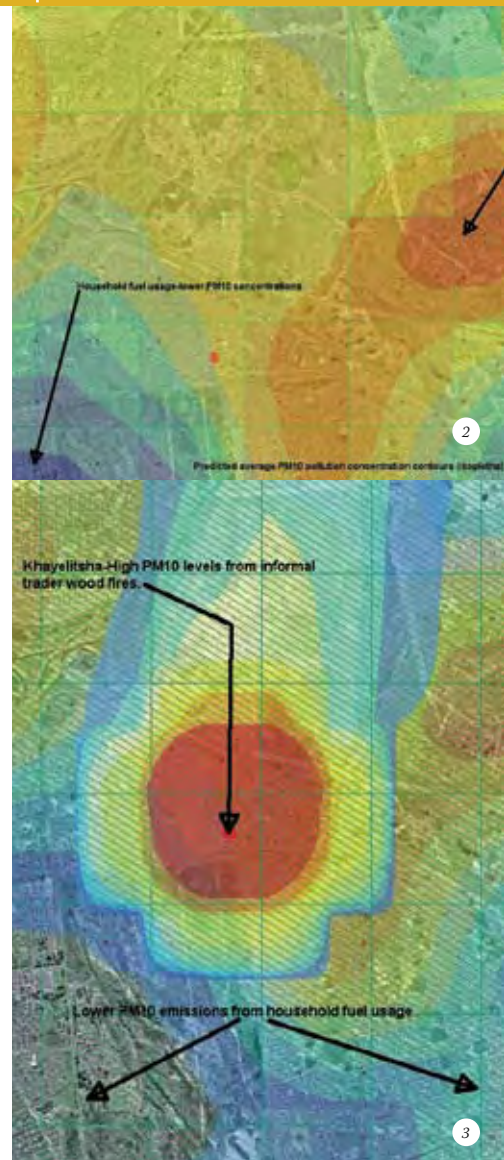 Household fuel usage-lower PM10 concentrations
2
Predicted average PM10 pollution concentration contours (isopleths)
Khayelitsha-High PM10 levels from informal
trader wood fires.
Lower PM10 emissions from household fuel usage
3